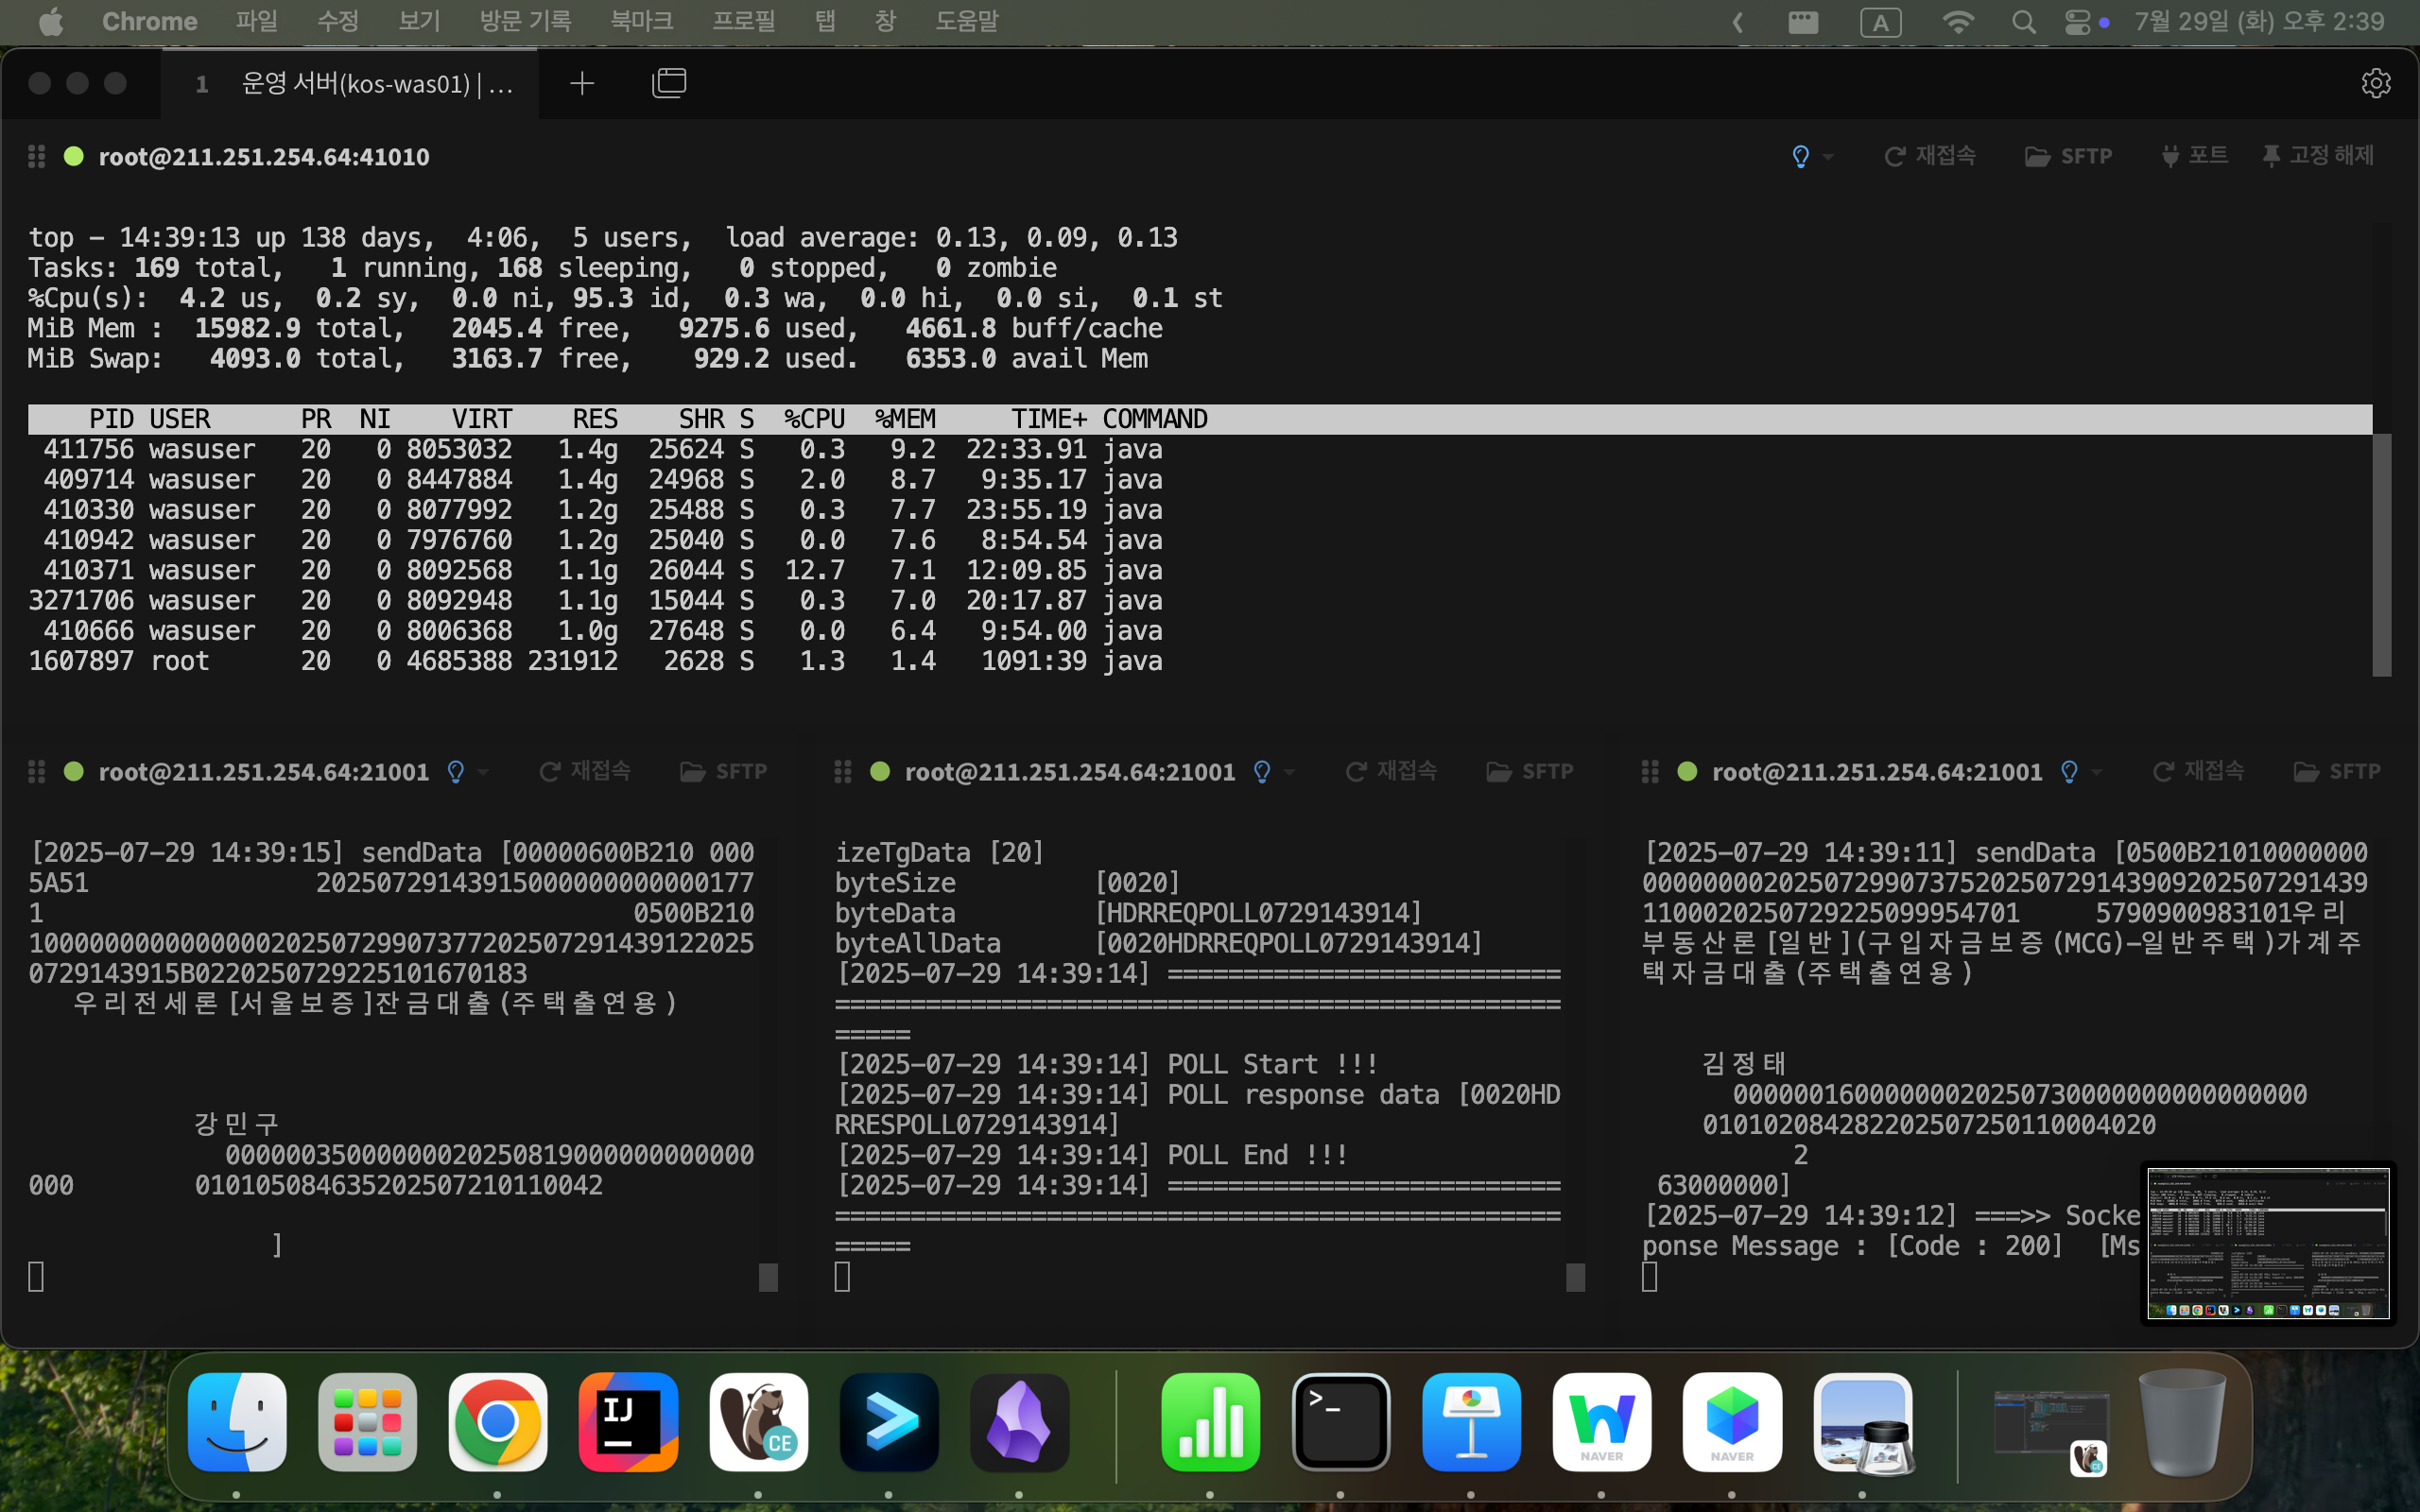 Chrome 파일 수정 보기 방문 기록 북마크 프로필 탭 창 도움말 A 7월 29일 (화) 오후 2:39
1 운영 서버(kos-was01) | ...
root@211.251.254.64:41010 재접속 SFTP 포트 고정 해제
top - 14:39:13 up 138 days,  4:06,  5 users,  load average: 0.13, 0.09, 0.13
Tasks: 169 total,   1 running, 168 sleeping,   0 stopped,   0 zombie
%Cpu(s):  4.2 us,  0.2 sy,  0.0 ni, 95.3 id,  0.3 wa,  0.0 hi,  0.0 si,  0.1 st
MiB Mem :  15982.9 total,   2045.4 free,   9275.6 used,   4661.8 buff/cache
MiB Swap:   4093.0 total,   3163.7 free,    929.2 used.   6353.0 avail Mem
PID USER PR NI VIRT RES SHR S %CPU %MEM TIME+ COMMAND
411756 wasuser 20 0 8053032 1.4g 25624 S 0.3 9.2 22:33.91 java
409714 wasuser 20 0 8447884 1.4g 24968 S 2.0 8.7 9:35.17 java
410330 wasuser 20 0 8077992 1.2g 25488 S 0.3 7.7 23:55.19 java
410942 wasuser 20 0 7976760 1.2g 25040 S 0.0 7.6 8:54.54 java
410371 wasuser 20 0 8092568 1.1g 26044 S 12.7 7.1 12:09.85 java
3271706 wasuser 20 0 8092948 1.1g 15044 S 0.3 7.0 20:17.87 java
410666 wasuser 20 0 8006368 1.0g 27648 S 0.0 6.4 9:54.00 java
1607897 root 20 0 4685388 231912 2628 S 1.3 1.4 1091:39 java
root@211.251.254.64:21001 재접속 SFTP
[2025-07-29 14:39:15] sendData [00000600B210 000
5A51 20250729143915000000000000177
1 0500B210
100000000000000002025072990737720250729143912 2025
0729143915B0220250729225101670183
우리전세론[서울보증]잔금대출(주택출연용)
강민구
00000035000000020250819000000000000
000 010105084635202507210110042
]
root@211.251.254.64:21001 재접속 SFTP
izeTgData [20]
byteSize [0020]
byteData [HDRREQPOLL0729143914]
byteAllData [0020HDRREQPOLL0729143914]
[2025-07-29 14:39:14] ==========================
================================================
=====
[2025-07-29 14:39:14] POLL Start !!!
[2025-07-29 14:39:14] POLL response data [0020HD
RRESPOLL0729143914]
[2025-07-29 14:39:14] POLL End !!!
[2025-07-29 14:39:14] ==========================
================================================
=====
root@211.251.254.64:21001 재접속 SFTP
[2025-07-29 14:39:11] sendData [0500B21010000000
000000000202507299073752025072914390920250729 1439
11000202507292250999954701 5790900983101우리
부동산론[일반](구입자금보증(MCG)-일반주택)가계주
택자금대출(주택출연용)
김정태
00000016000000020250730000000000000000
010102084282202507250110004020
2
63000000]
[2025-07-29 14:39:12] ===>> Socke
ponse Message : [Code : 200]  [Ms
IJ
CE
>_
NAVER
NAVER
CE